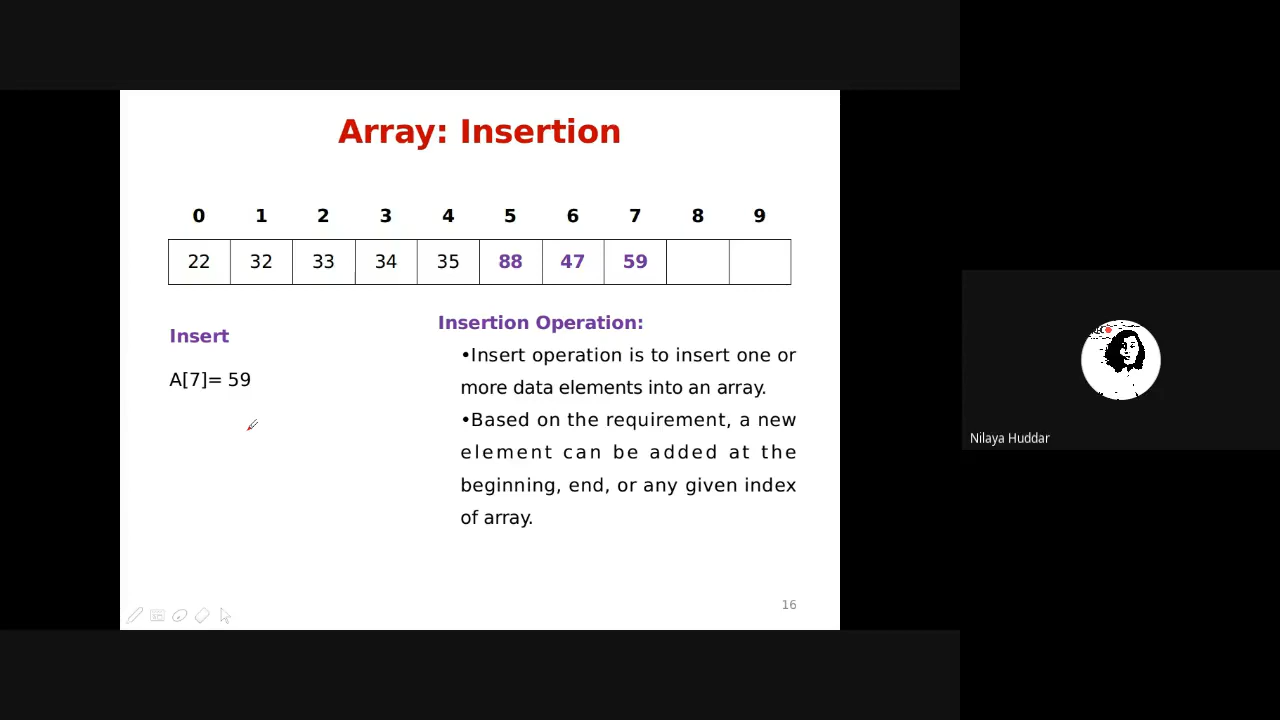 Array: Insertion
0 1 2 3 4 5 6 7 8 9
22 32 33 34 35 88 47 59
Insert
A[7]= 59
Insertion Operation:
•Insert operation is to insert one or
more data elements into an array.
•Based on the requirement, a new
element can be added at the
beginning, end, or any given index
of array.
16
Nilaya Huddar